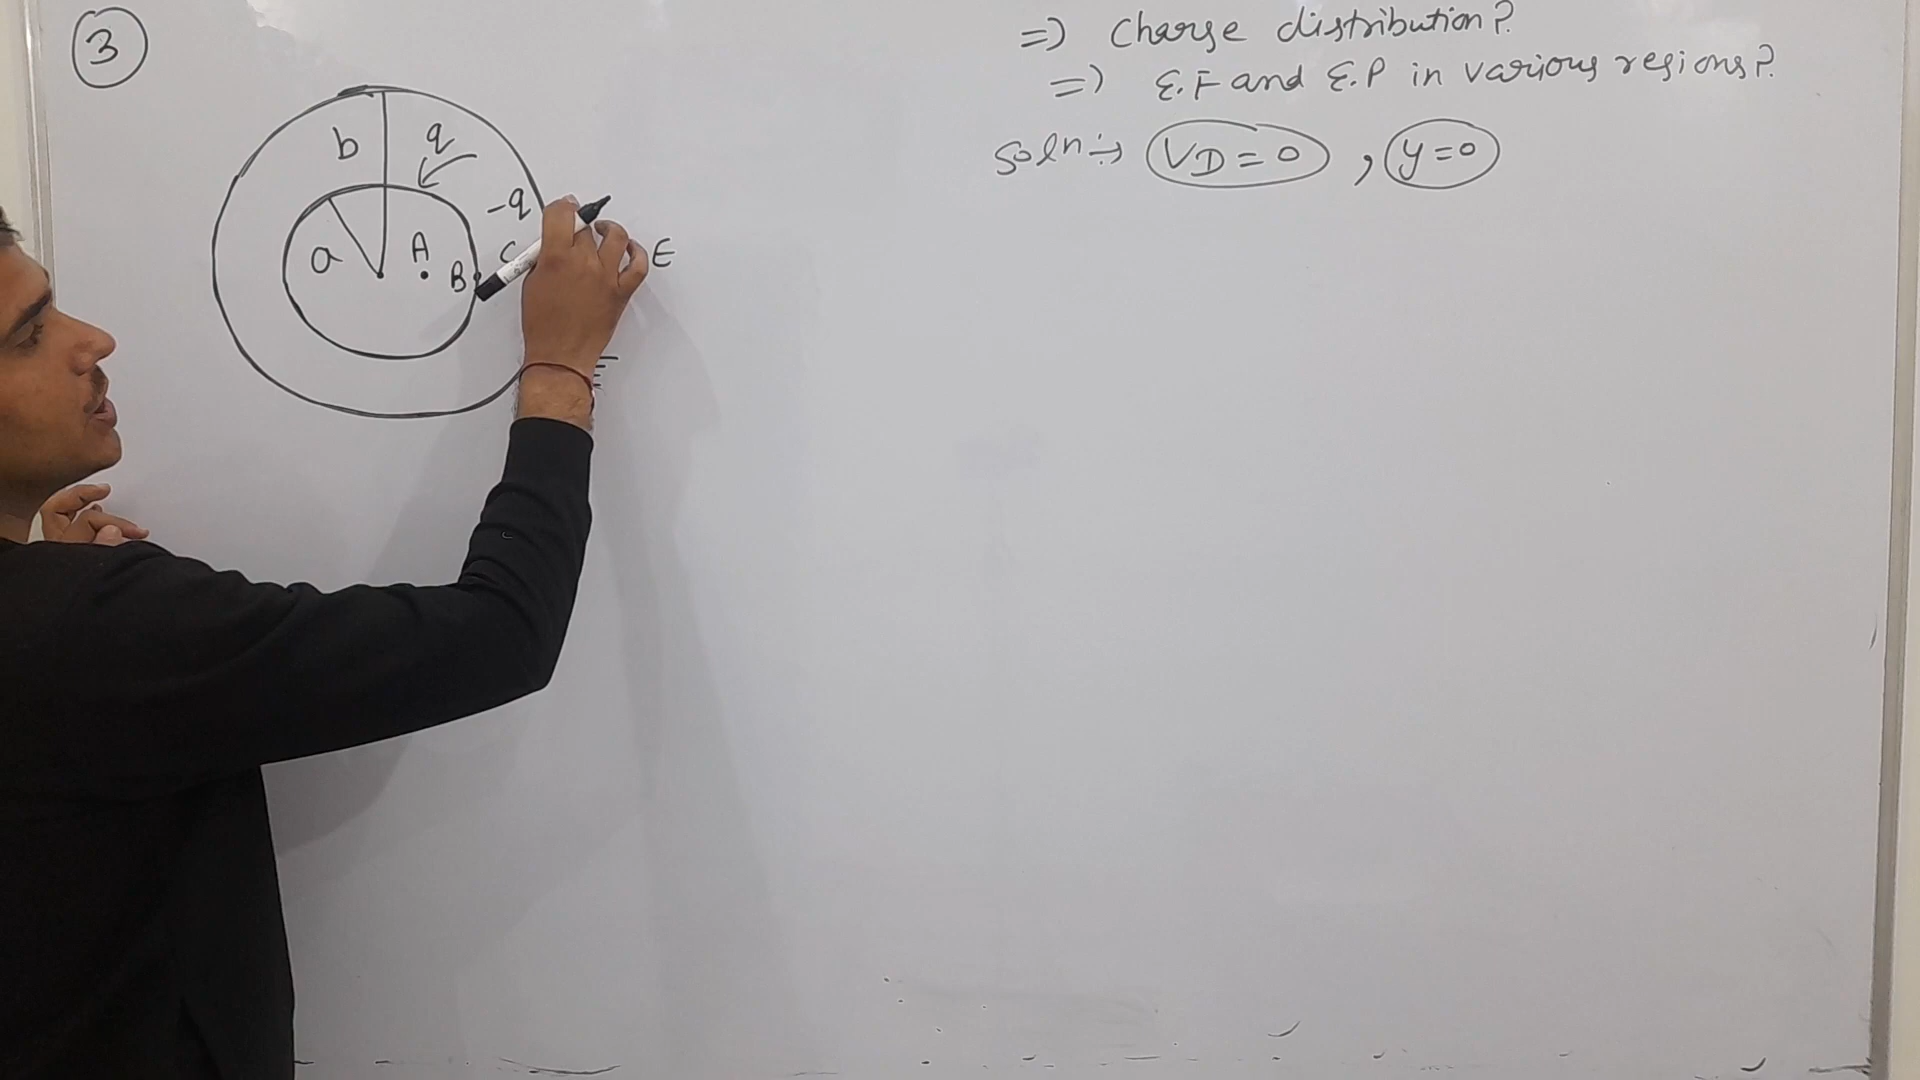 3
=> Charge distribution?
=> E.F and E.P in various regions?
Soln:-> VD = 0 , y = 0
b
q
-q
a
A
B
C
E